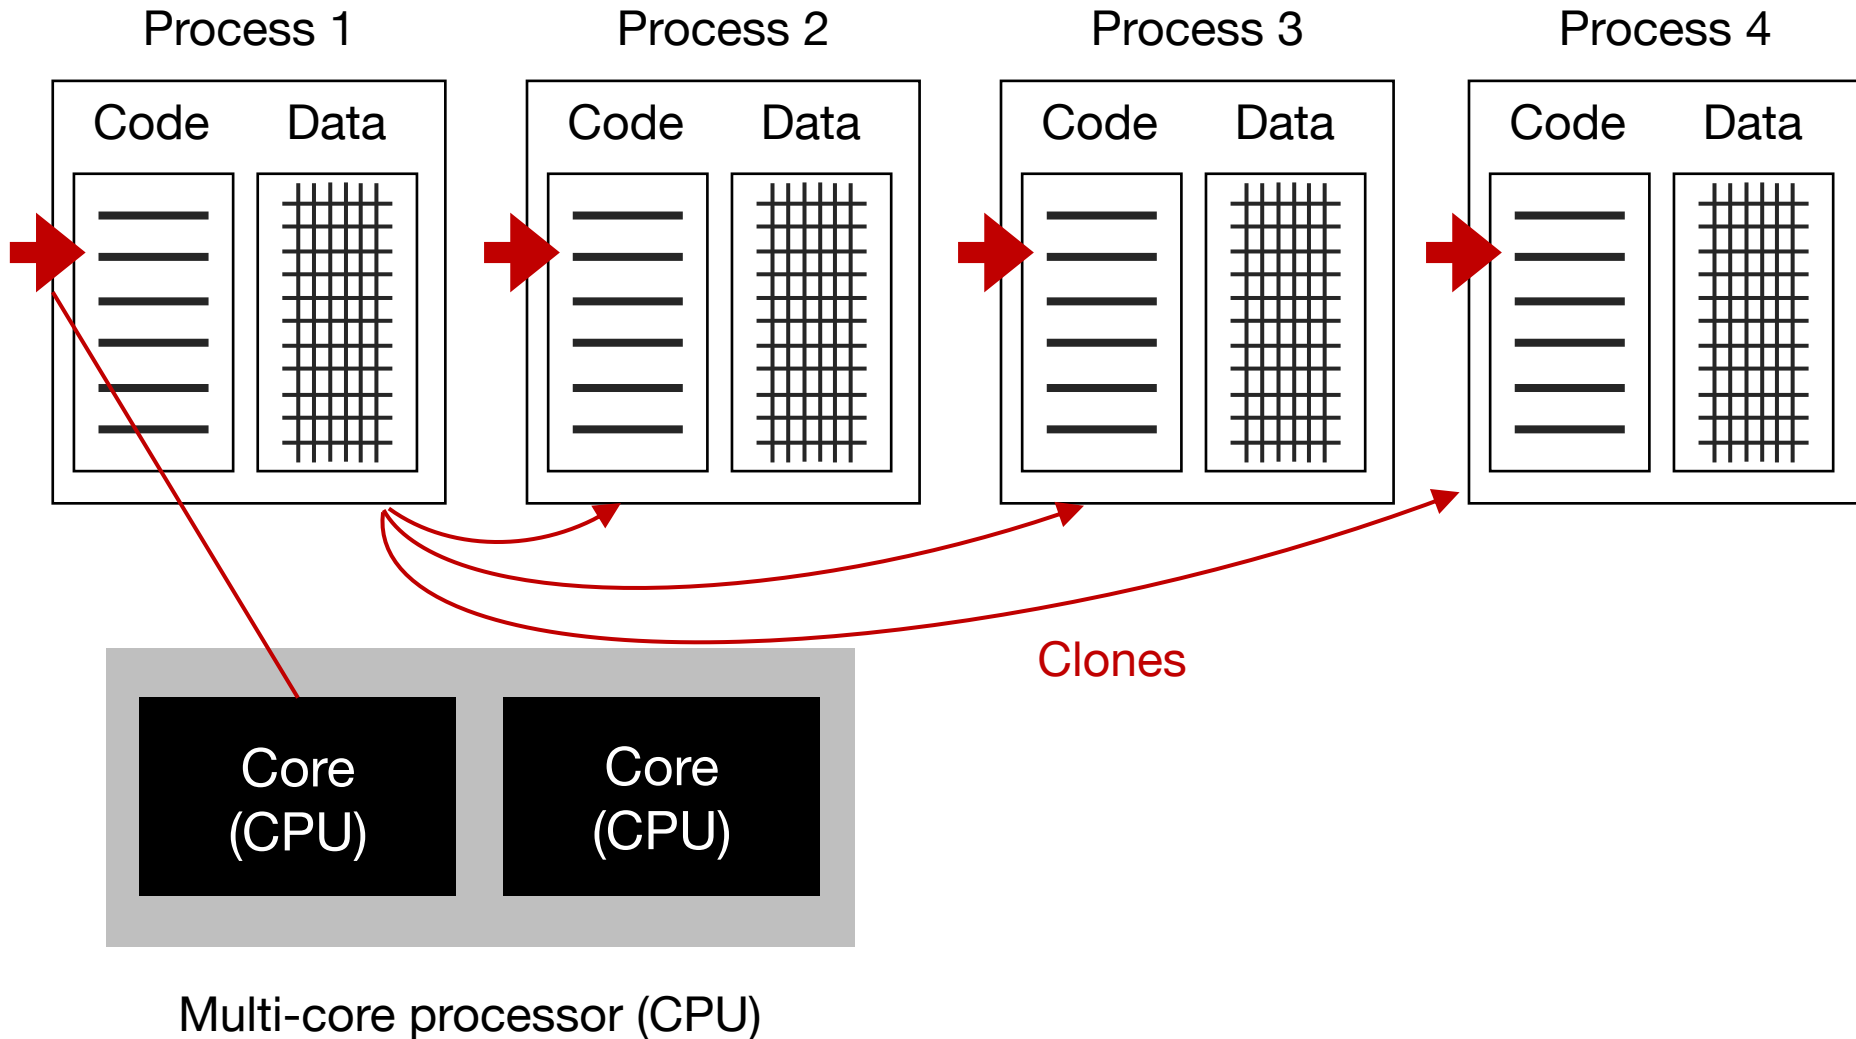 Process 1
Process 2
Process 3
Process 4
Code Data
Code Data
Code Data
Code Data
Clones
Core
(CPU)
Core
(CPU)
Multi-core processor (CPU)